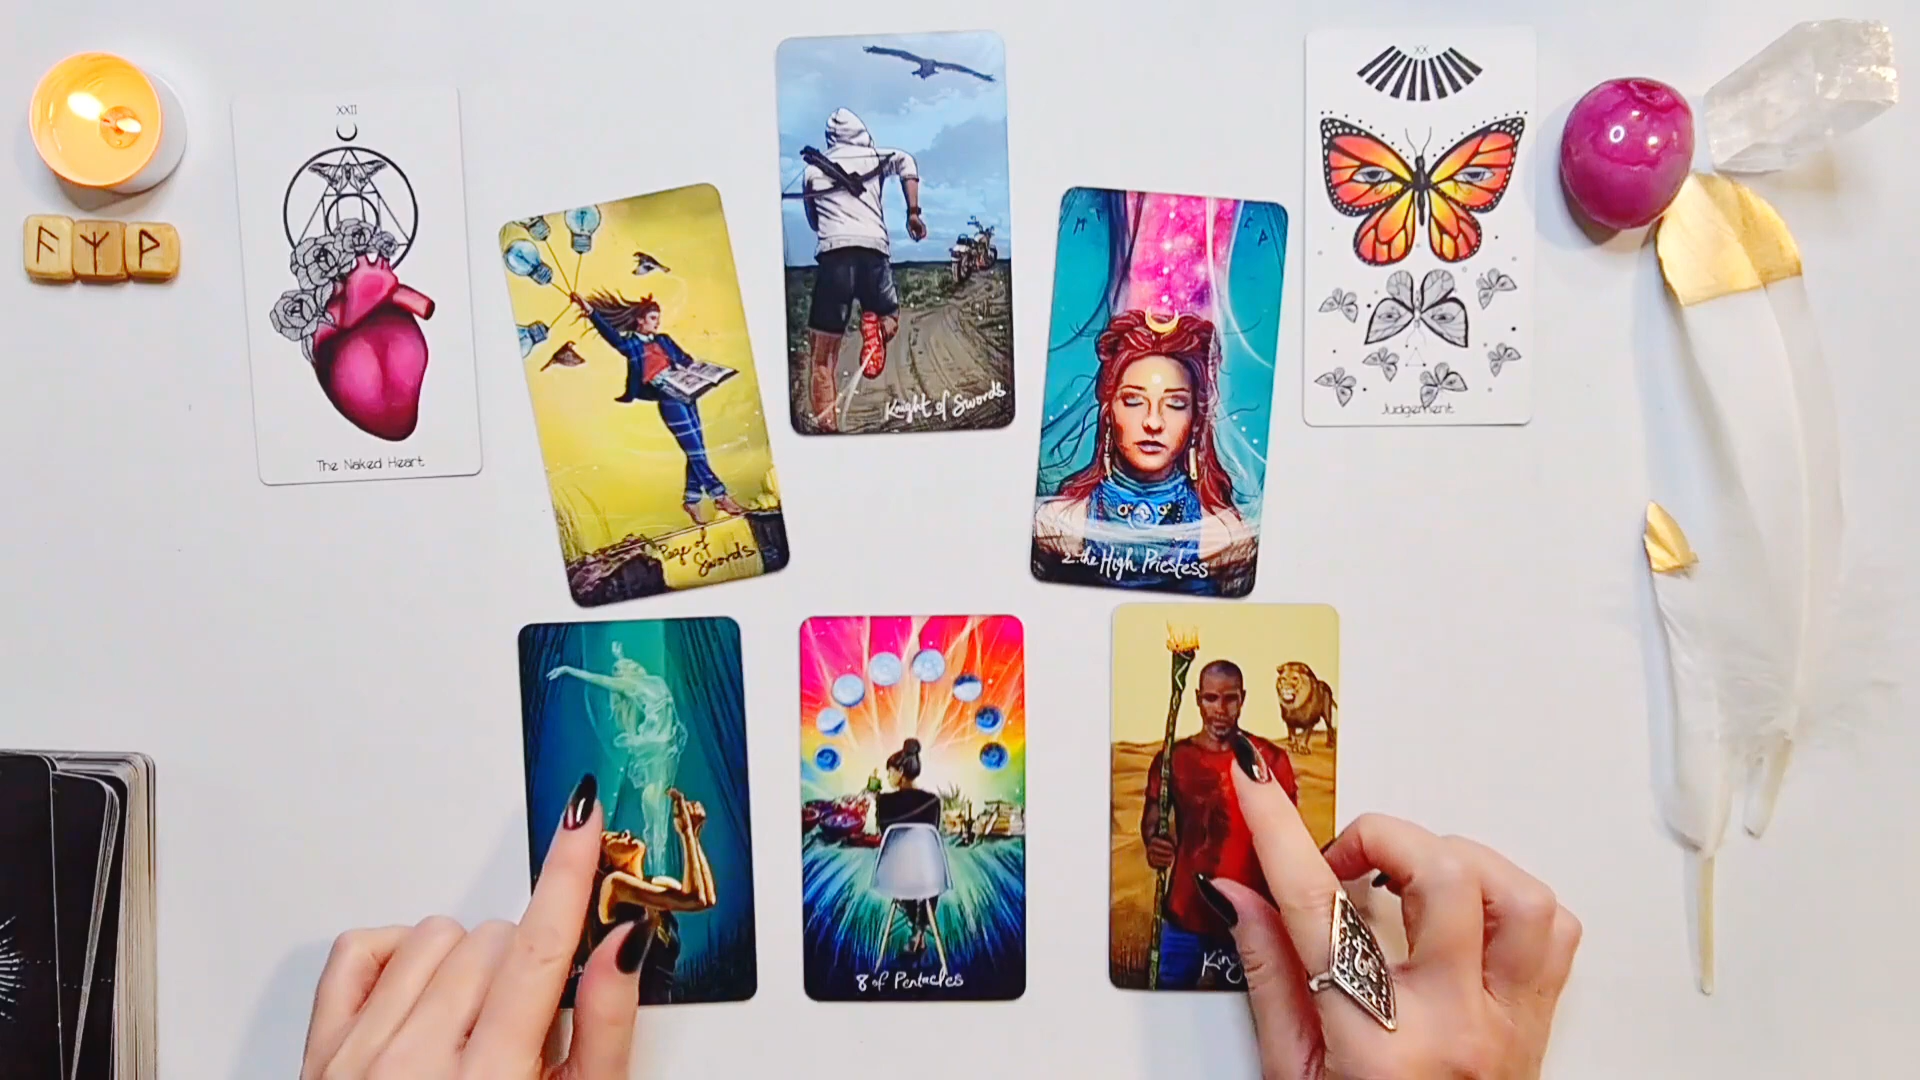 XXII
The Naked Heart
ᚨ ᛉ ᚹ
Page of
Swords
Knight of Swords
2. the High Priestess
XX
Judgement
8 of Pentacles
King